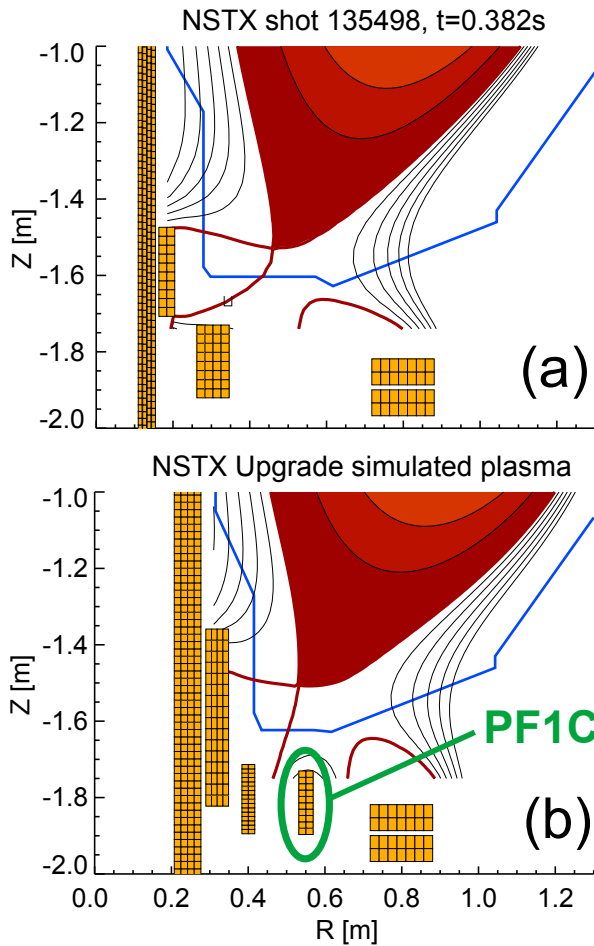 NSTX shot 135498, t=0.382s
-1.0
-1.2
-1.4
-1.6
-1.8
-2.0
Z [m]
(a)
NSTX Upgrade simulated plasma
-1.0
-1.2
-1.4
-1.6
-1.8
-2.0
Z [m]
PF1C
(b)
0.0 0.2 0.4 0.6 0.8 1.0 1.2
R [m]